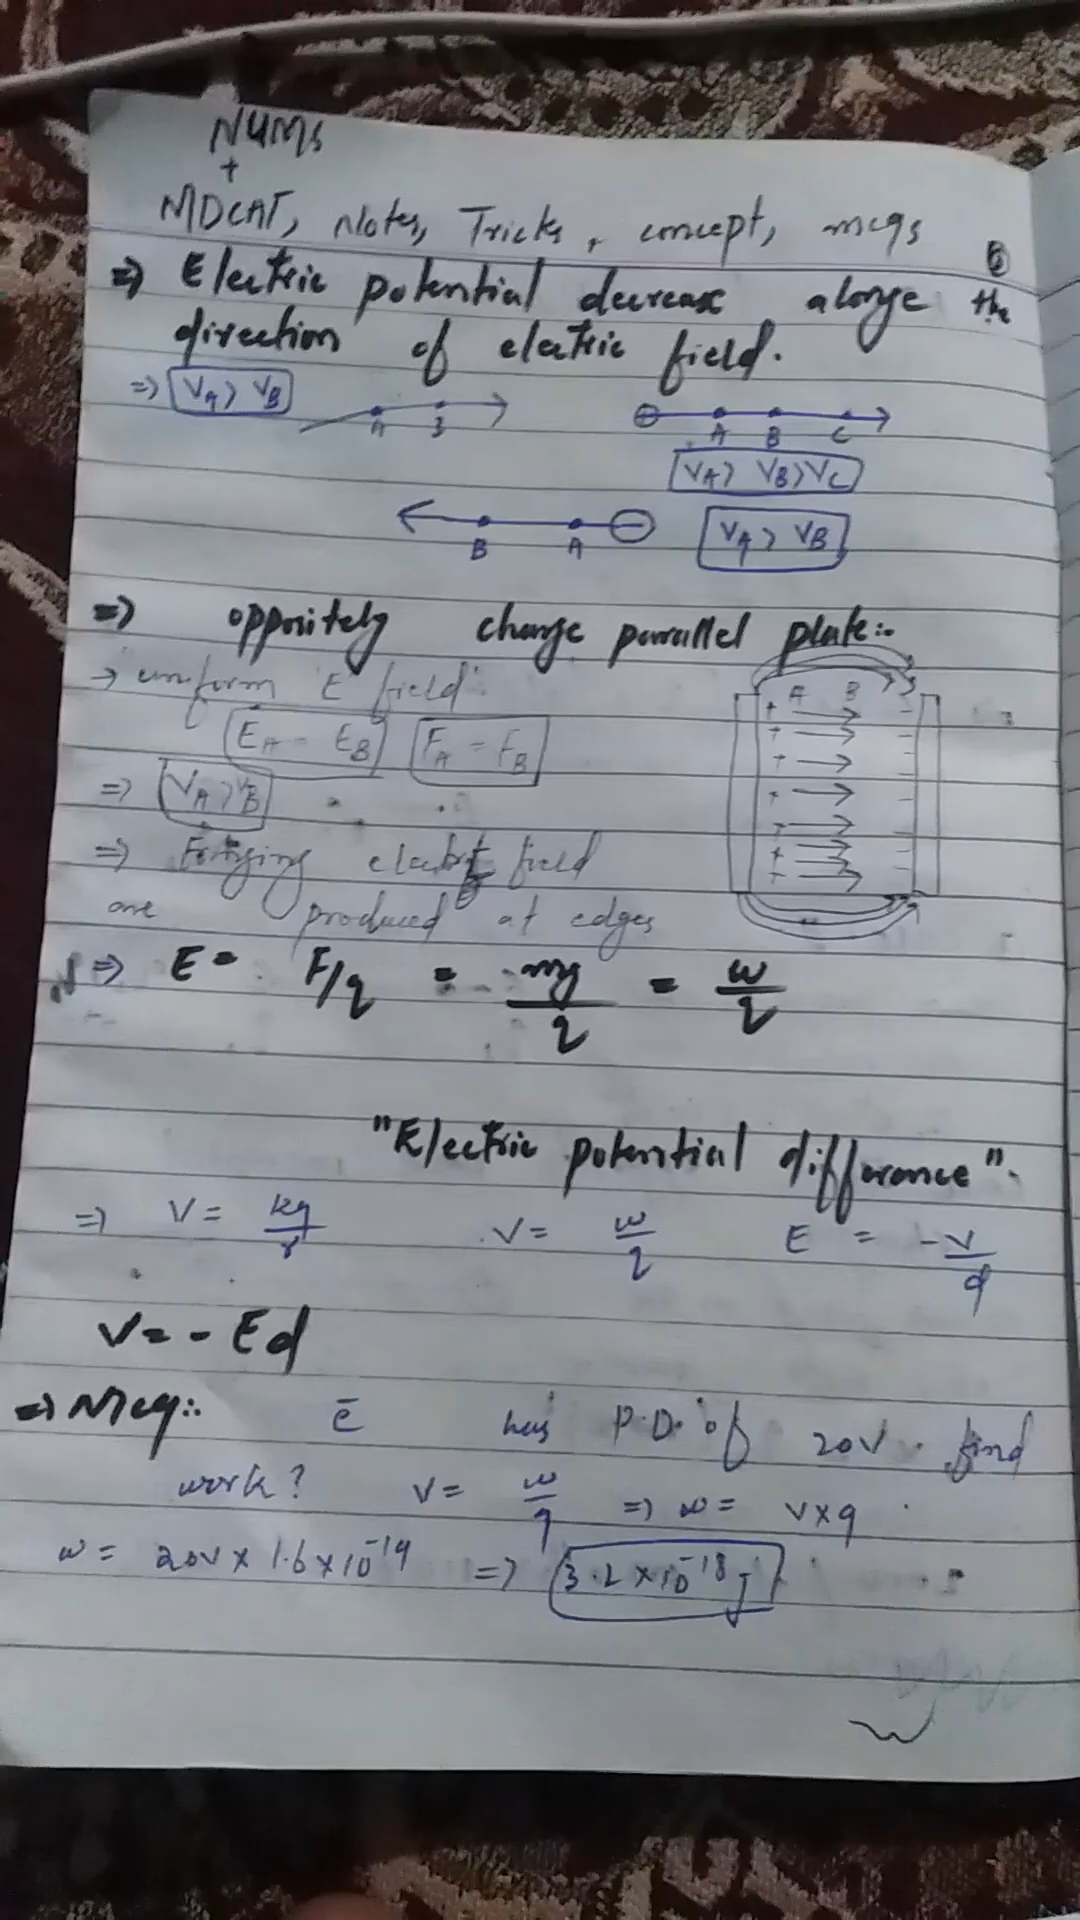 NUMS
+
MDCAT, Notes, Tricks, concept, mcqs
⇒ Electric potential decrease alonge the
direction of electric field.
⇒ VA > VB
A B
A B C
VA > VB > VC
B A
VA > VB
⇒ oppositely charge parallel plate:-
→ uniform E field:
EA = EB FA = FB
A B
⇒ VA > VB
⇒ Fringing electric field
are produced at edges
⇒ E = F/q = mg/q = w/q
"Electric potential difference".
⇒ V = kq/r V = w/q E = -V/d
V = - Ed
⇒ Mcq:- ē has P.D. of 20V. find
work? V = w/q ⇒ w = V×q
w = 20V × 1.6 × 10⁻¹⁹ ⇒ 3.2 × 10⁻¹⁸ J